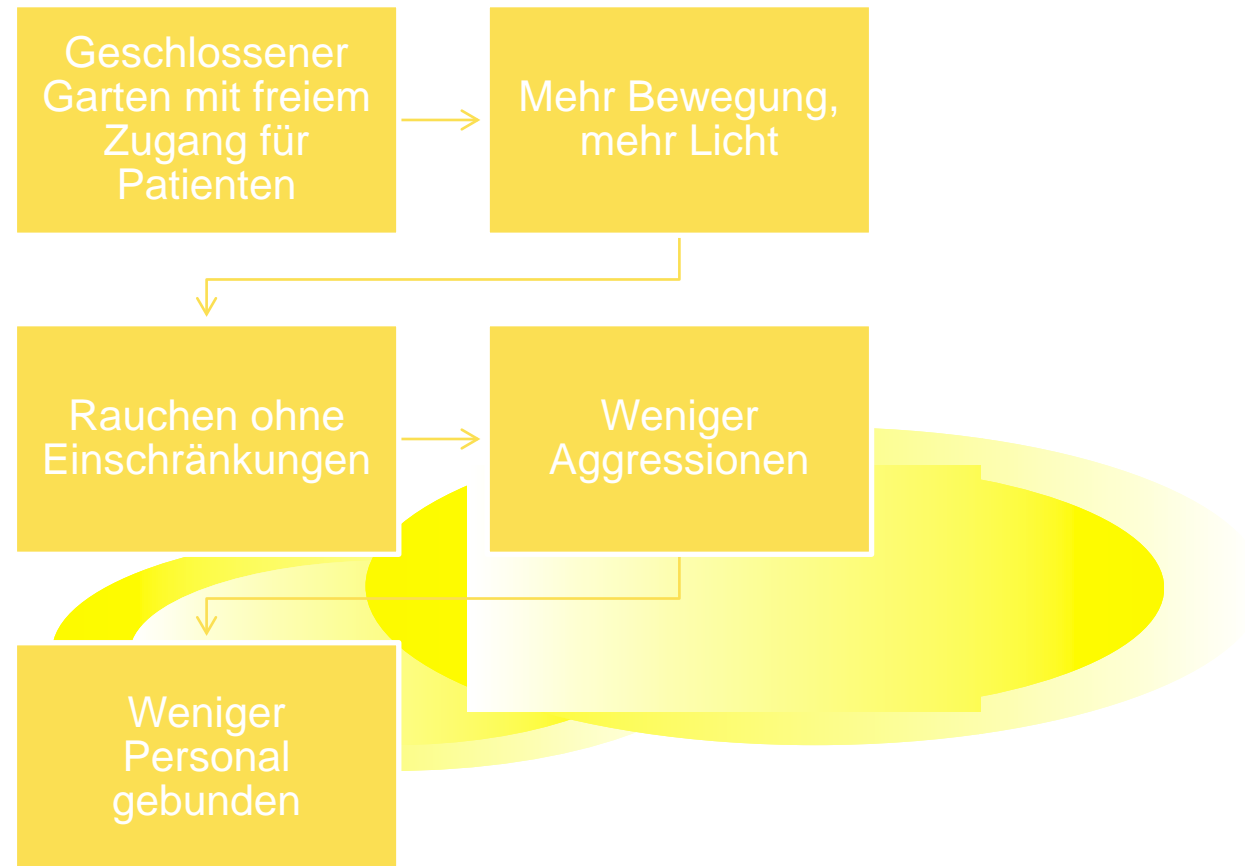 Geschlossener
Garten mit freiem
Zugang für
Patienten
Mehr Bewegung,
mehr Licht
Rauchen ohne
Einschränkungen
Weniger
Aggressionen
Weniger
Personal
gebunden